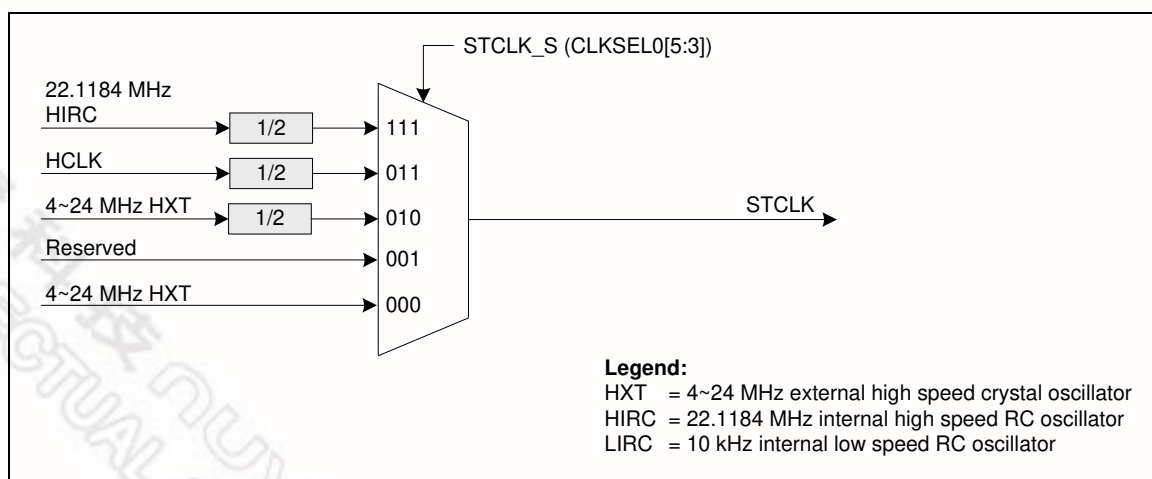 STCLK_S (CLKSEL0[5:3])
22.1184 MHz
HIRC
1/2
111
HCLK
1/2
011
4~24 MHz HXT
1/2
010
STCLK
Reserved
001
4~24 MHz HXT
000
Legend:
HXT = 4~24 MHz external high speed crystal oscillator
HIRC = 22.1184 MHz internal high speed RC oscillator
LIRC = 10 kHz internal low speed RC oscillator
科技